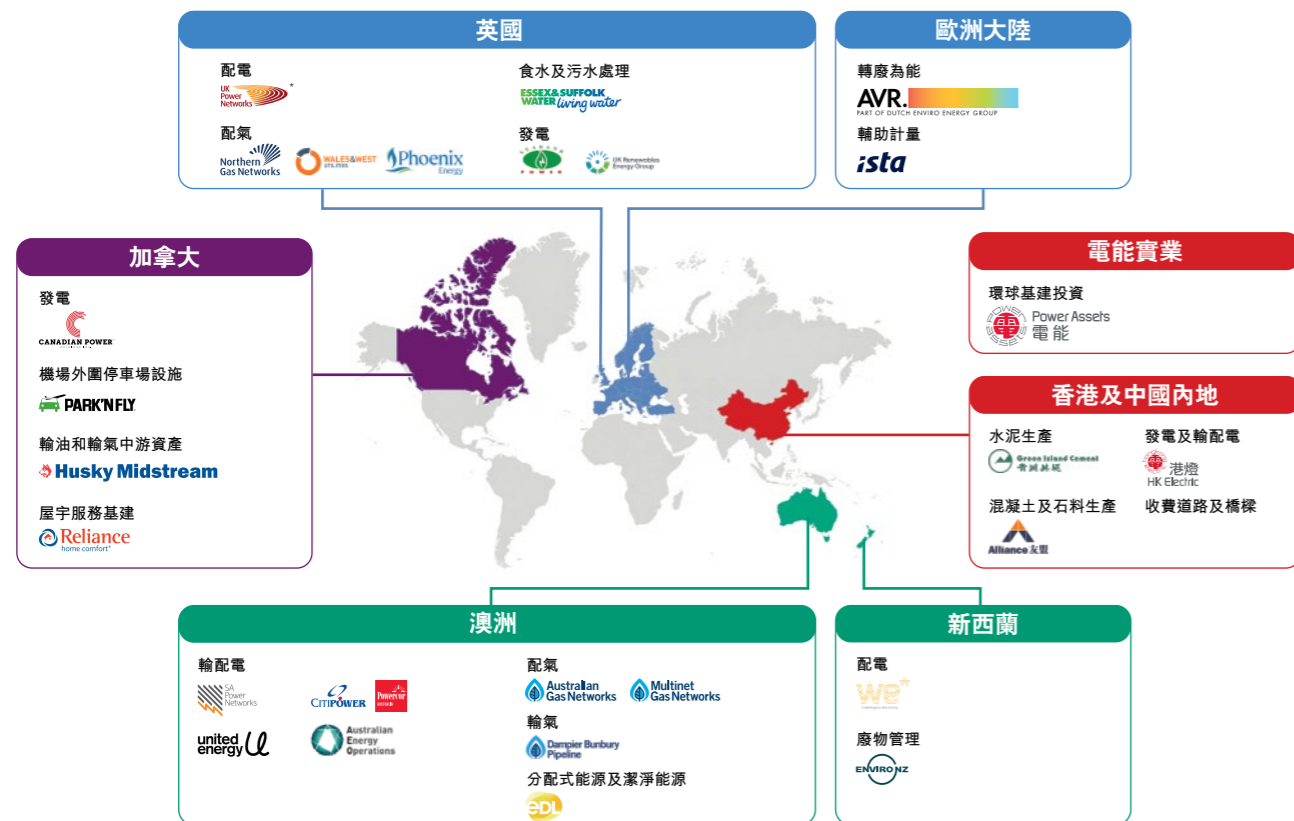 英國
配電
UK
Power
Networks
*
配氣
Northern
Gas Networks
WALES&WEST
UTILITIES
Phoenix
Energy
食水及污水處理
ESSEX&SUFFOLK
WATER living water
發電
SEABANK
POWER
UK Renewables
Energy Group
歐洲大陸
轉廢為能
AVR.
PART OF DUTCH ENVIRO ENERGY GROUP
輔助計量
ista
加拿大
發電
CANADIAN POWER
機場外圍停車場設施
PARK'N FLY
輸油和輸氣中游資產
Husky Midstream
屋宇服務基建
Reliance
home comfort
電能實業
環球基建投資
Power Assets
電能
香港及中國內地
水泥生產
Green Island Cement
青洲英坭
發電及輸配電
港燈
HK Electric
混凝土及石料生產
Alliance 友盟
收費道路及橋樑
澳洲
輸配電
SA
Power
Networks
CITIPOWER
Powercor
united
energy
Australian
Energy
Operations
配氣
Australian
Gas Networks
Multinet
Gas Networks
輸氣
Dampier Bunbury
Pipeline
分配式能源及潔淨能源
EDL
新西蘭
配電
we*
廢物管理
ENVIRO NZ